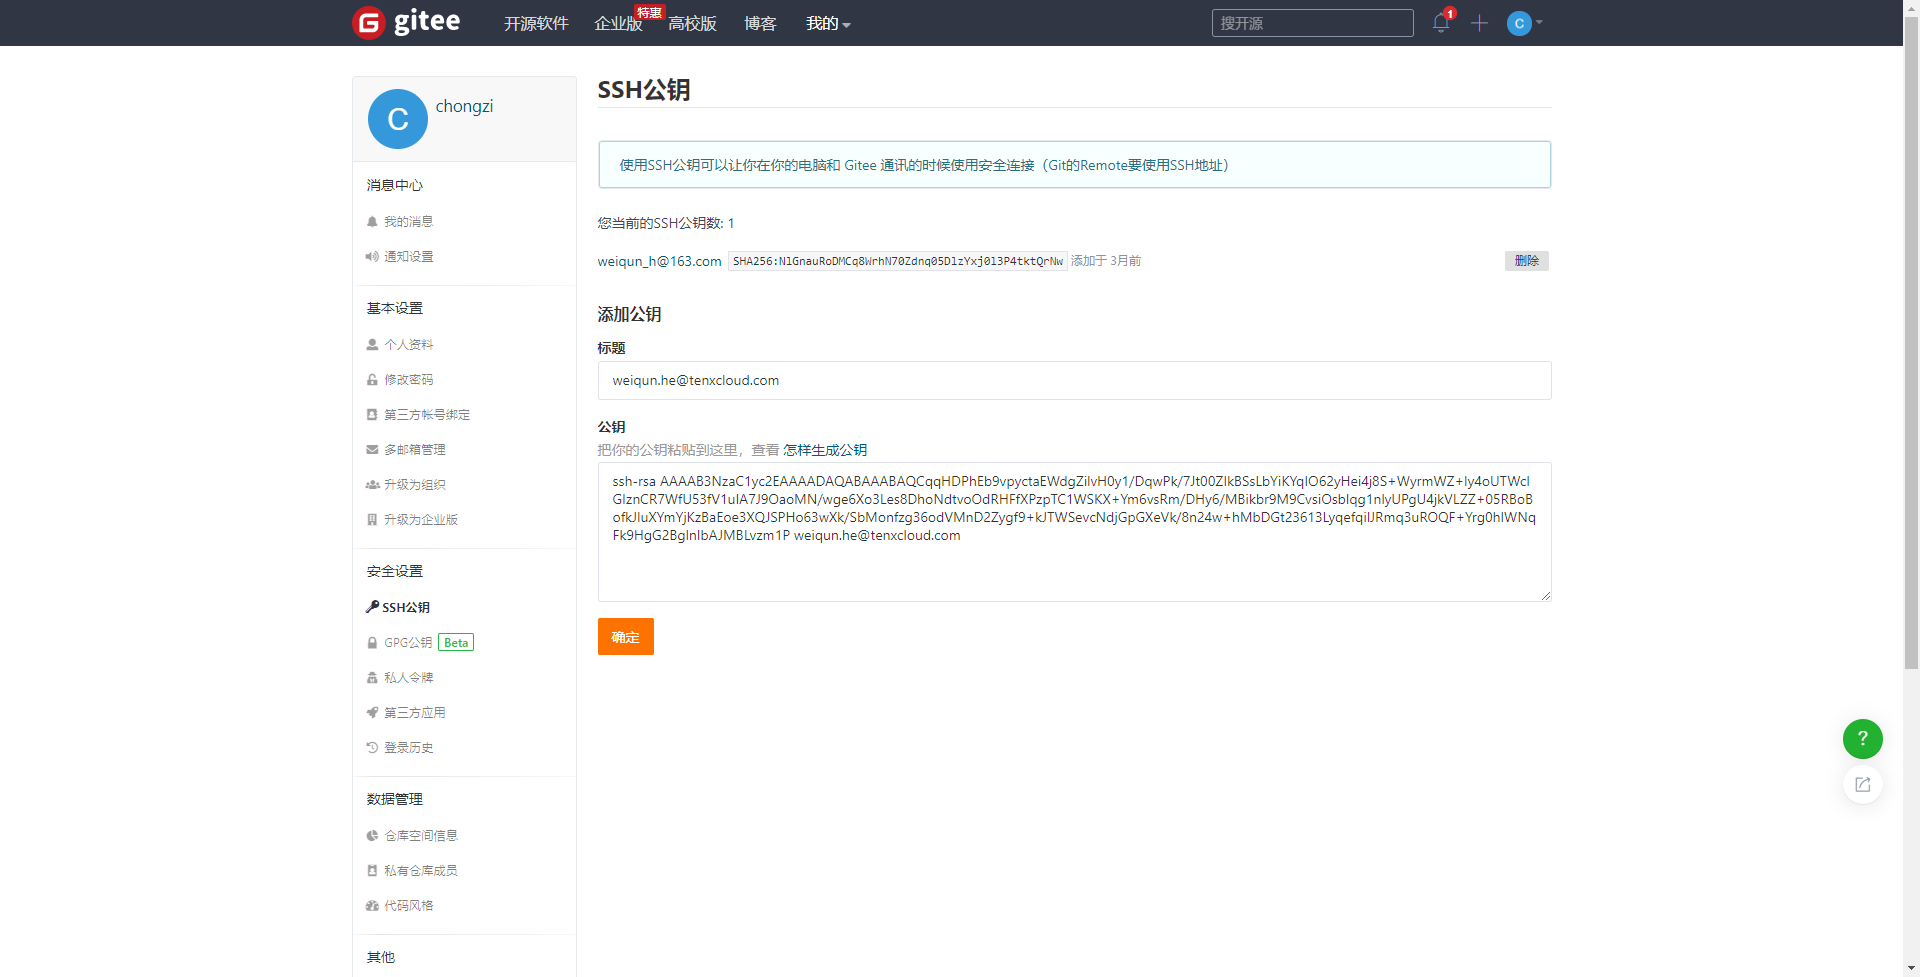 gitee
开源软件
企业版
特惠
高校版
博客
我的
搜开源
1
C
C
chongzi
消息中心
我的消息
通知设置
基本设置
个人资料
修改密码
第三方帐号绑定
多邮箱管理
升级为组织
升级为企业版
安全设置
SSH公钥
GPG公钥 Beta
私人令牌
第三方应用
登录历史
数据管理
仓库空间信息
私有仓库成员
代码风格
其他
SSH公钥
使用SSH公钥可以让你在你的电脑和 Gitee 通讯的时候使用安全连接（Git的Remote要使用SSH地址）
您当前的SSH公钥数: 1
weiqun_h@163.com SHA256:NlGnauRoDMCq8WrhN70Zdnq05DlzYxj0l3P4tktQrNw 添加于 3月前
删除
添加公钥
标题
weiqun.he@tenxcloud.com
公钥
把你的公钥粘贴到这里，查看 怎样生成公钥
ssh-rsa AAAAB3NzaC1yc2EAAAADAQABAAABAQCqqHDPhEb9vpyctaEWdgZilvH0y1/DqwPk/7Jt00ZlkBSsLbYiKYqlO62yHei4j8S+WyrmWZ+ly4oUTWcl
GlznCR7WfU53fV1ulA7J9OaoMN/wge6Xo3Les8DhoNdtvoOdRHFfXPzpTC1WSKX+Ym6vsRm/DHy6/MBikbr9M9CvsiOsblqg1nlyUPgU4jkVLZZ+05RBoB
ofkJluXYmYjKzBaEoe3XQJSPHo63wXk/SbMonfzg36odVMnD2Zygf9+kJTWSevcNdjGpGXeVk/8n24w+hMbDGt23613LyqefqilJRmq3uROQF+Yrg0hlWNq
Fk9HgG2BglnlbAJMBLvzm1P weiqun.he@tenxcloud.com
确定
?